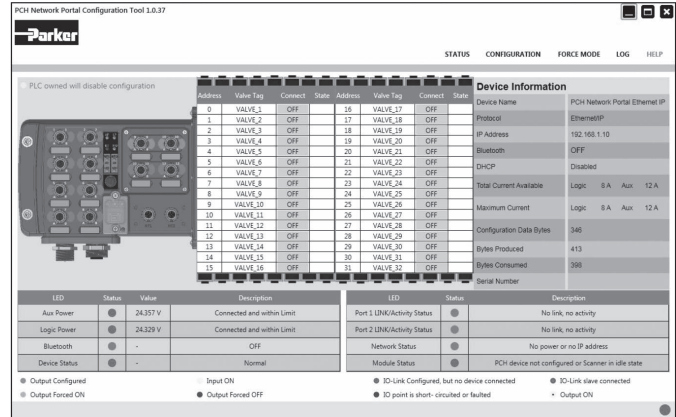 PCH Network Portal Configuration Tool 1.0.37
Parker
STATUS CONFIGURATION FORCE MODE LOG HELP
PLC owned will disable configuration
Address Valve Tag Connect State Address Valve Tag Connect State
0 VALVE_1 OFF 16 VALVE_17 OFF
1 VALVE_2 OFF 17 VALVE_18 OFF
2 VALVE_3 OFF 18 VALVE_19 OFF
3 VALVE_4 OFF 19 VALVE_20 OFF
4 VALVE_5 OFF 20 VALVE_21 OFF
5 VALVE_6 OFF 21 VALVE_22 OFF
6 VALVE_7 OFF 22 VALVE_23 OFF
7 VALVE_8 OFF 23 VALVE_24 OFF
8 VALVE_9 OFF 24 VALVE_25 OFF
9 VALVE_10 OFF 25 VALVE_26 OFF
10 VALVE_11 OFF 26 VALVE_27 OFF
11 VALVE_12 OFF 27 VALVE_28 OFF
12 VALVE_13 OFF 28 VALVE_29 OFF
13 VALVE_14 OFF 29 VALVE_30 OFF
14 VALVE_15 OFF 30 VALVE_31 OFF
15 VALVE_16 OFF 31 VALVE_32 OFF
Device Information
Device Name PCH Network Portal Ethernet IP
Protocol Ethernet/IP
IP Address 192.168.1.10
Bluetooth OFF
DHCP Disabled
Total Current Available Logic 8 A Aux 12 A
Maximum Current Logic 8 A Aux 12 A
Configuration Data Bytes 346
Bytes Produced 413
Bytes Consumed 398
Serial Number
LED Status Value Description
Aux Power 24.357 V Connected and within Limit
Logic Power 24.329 V Connected and within Limit
Bluetooth - OFF
Device Status - Normal
LED Status Description
Port 1 LINK/Activity Status No link, no activity
Port 2 LINK/Activity Status No link, no activity
Network Status No power or no IP address
Module Status PCH device not configured or Scanner in idle state
Output Configured Input ON IO-Link Configured, but no device connected IO-Link slave connected
Output Forced ON Output Forced OFF IO point is short- circuited or faulted Output ON